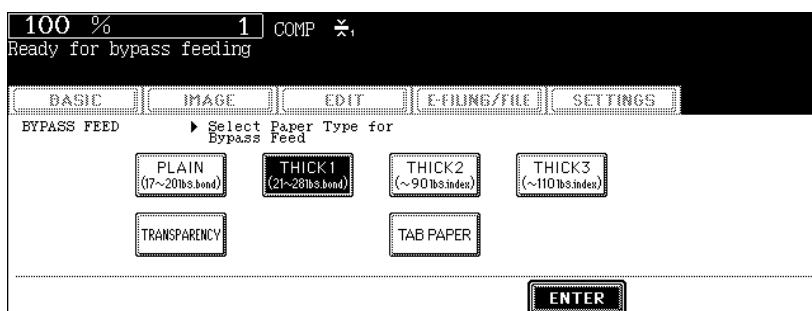 100 % 1 COMP 1
Ready for bypass feeding
BASIC IMAGE EDIT E-FILING/FILE SETTINGS
BYPASS FEED Select Paper Type for
Bypass Feed
PLAIN THICK1 THICK2 THICK3
(17~20lbs.bond) (21~28lbs.bond) (~90lbs.index) (~110lbs.index)
TRANSPARENCY TAB PAPER
ENTER